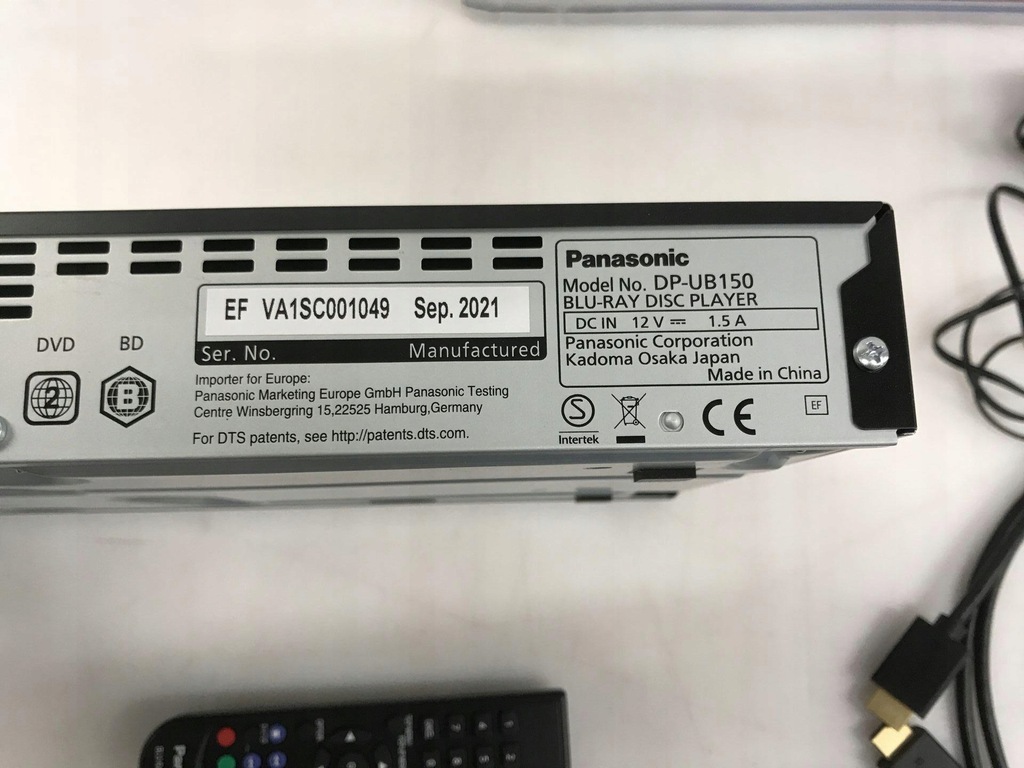 Panasonic
Model No. DP-UB150
BLU-RAY DISC PLAYER
DC IN 12 V ⎓ 1.5 A
Panasonic Corporation
Kadoma Osaka Japan
Made in China
EF VA1SC001049 Sep. 2021
Ser. No. Manufactured
DVD
2
BD
B
Importer for Europe:
Panasonic Marketing Europe GmbH Panasonic Testing
Centre Winsbergring 15,22525 Hamburg,Germany
For DTS patents, see http://patents.dts.com.
S
Intertek
CE
EF